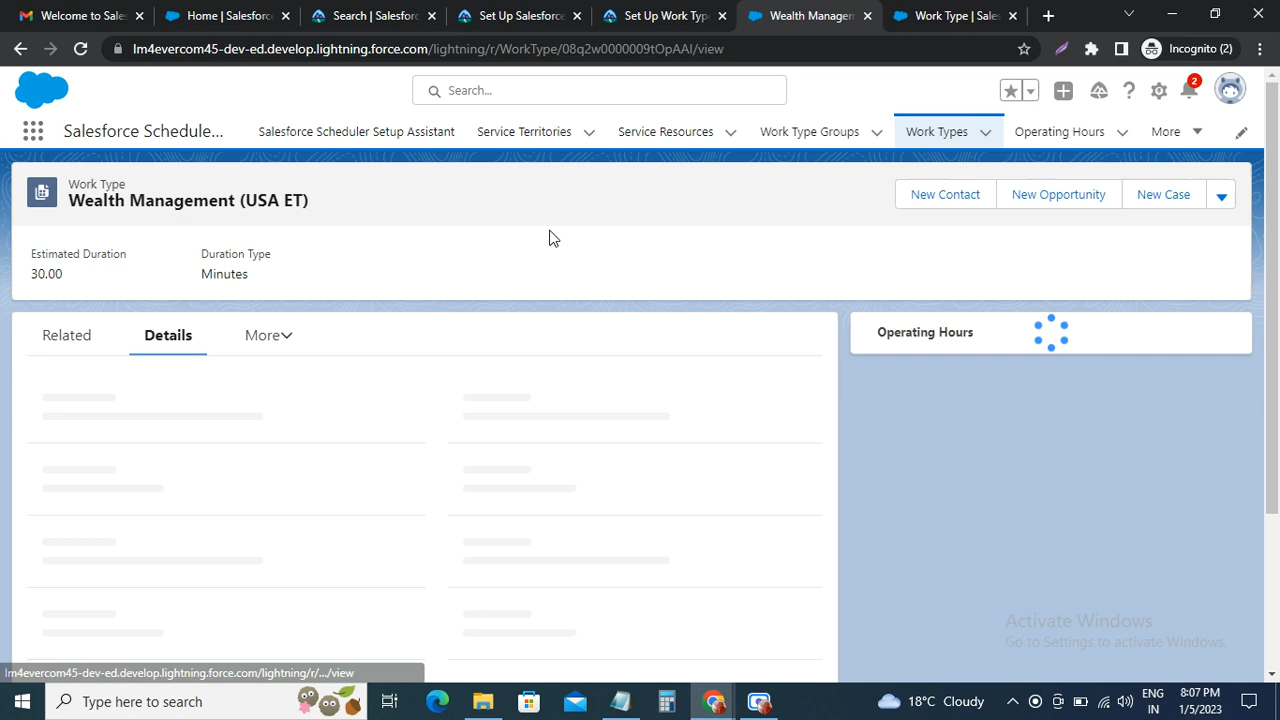 Welcome to Sales
Home | Salesforc
Search | Salesforc
Set Up Salesforce
Set Up Work Type
Wealth Managem
Work Type | Sales
lm4evercom45-dev-ed.develop.lightning.force.com/lightning/r/WorkType/08q2w0000009tOpAAI/view
Incognito (2)
Search...
2
Salesforce Schedule...
Salesforce Scheduler Setup Assistant
Service Territories
Service Resources
Work Type Groups
Work Types
Operating Hours
More
Work Type
Wealth Management (USA ET)
New Contact
New Opportunity
New Case
Estimated Duration
Duration Type
30.00
Minutes
Related
Details
More
Operating Hours
Activate Windows
Go to Settings to activate Windows.
lm4evercom45-dev-ed.develop.lightning.force.com/lightning/r/.../view
Type here to search
18°C Cloudy
ENG
IN
8:07 PM
1/5/2023